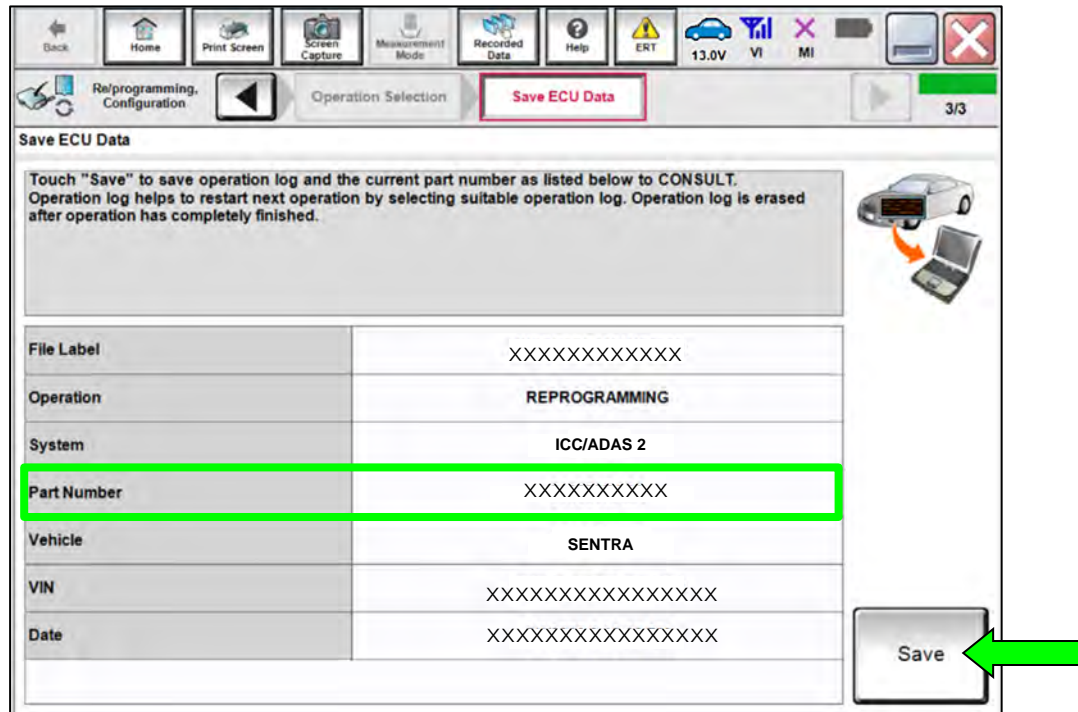 Back
Home
Print Screen
Screen
Capture
Measurement
Mode
Recorded
Data
Help
ERT
13.0V
VI
MI
Re/programming,
Configuration
Operation Selection
Save ECU Data
3/3
Save ECU Data
Touch "Save" to save operation log and the current part number as listed below to CONSULT.
Operation log helps to restart next operation by selecting suitable operation log. Operation log is erased
after operation has completely finished.
File Label XXXXXXXXXXXX
Operation REPROGRAMMING
System ICC/ADAS 2
Part Number XXXXXXXXXX
Vehicle SENTRA
VIN XXXXXXXXXXXXXXXX
Date XXXXXXXXXXXXXXXX
Save